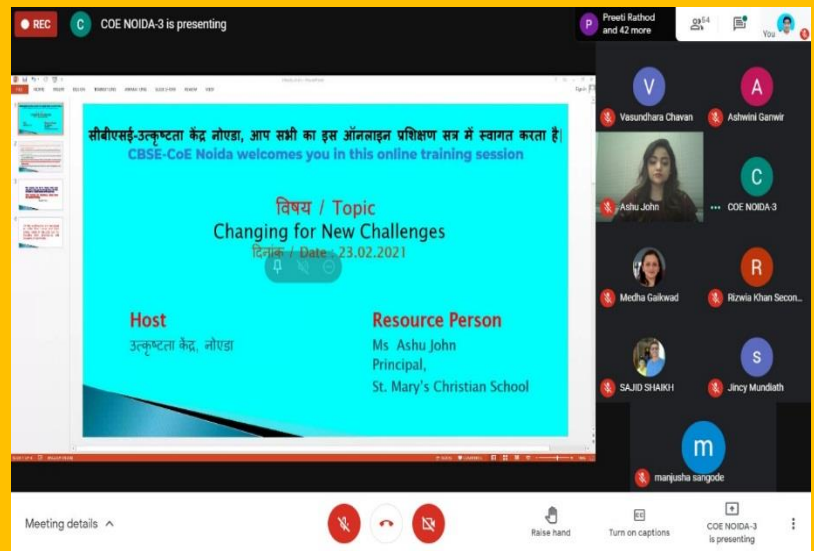 REC
C
COE NOIDA-3 is presenting
P
Preeti Rathod
and 42 more
54
You
सीबीएसई-उत्कृष्टता केंद्र नोएडा, आप सभी का इस ऑनलाइन प्रशिक्षण सत्र में स्वागत करता है|
CBSE-CoE Noida welcomes you in this online training session
विषय / Topic
Changing for New Challenges
दिनांक / Date : 23.02.2021
Host
उत्कृष्टता केंद्र, नोएडा
Resource Person
Ms Ashu John
Principal,
St. Mary's Christian School
V
Vasundhara Chavan
A
Ashwini Ganwir
Ashu John
C
COE NOIDA-3
Medha Gaikwad
R
Rizwia Khan Secon...
SAJID SHAIKH
S
Jincy Mundiath
m
manjusha sangode
Meeting details
Raise hand
Turn on captions
COE NOIDA-3
is presenting